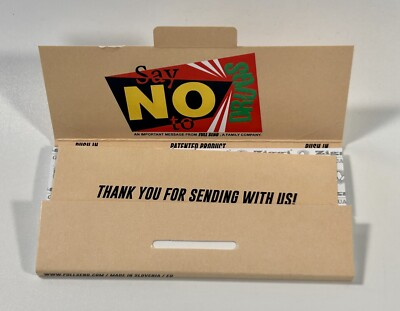 Say
NO
to
DRUGS
AN IMPORTANT MESSAGE FROM FULL SEND, A FAMILY COMPANY
PUSH IN PATENTED PRODUCT PUSH IN
THANK YOU FOR SENDING WITH US!
WWW.FULLSEND.COM / MADE IN SLOVENIA / EU